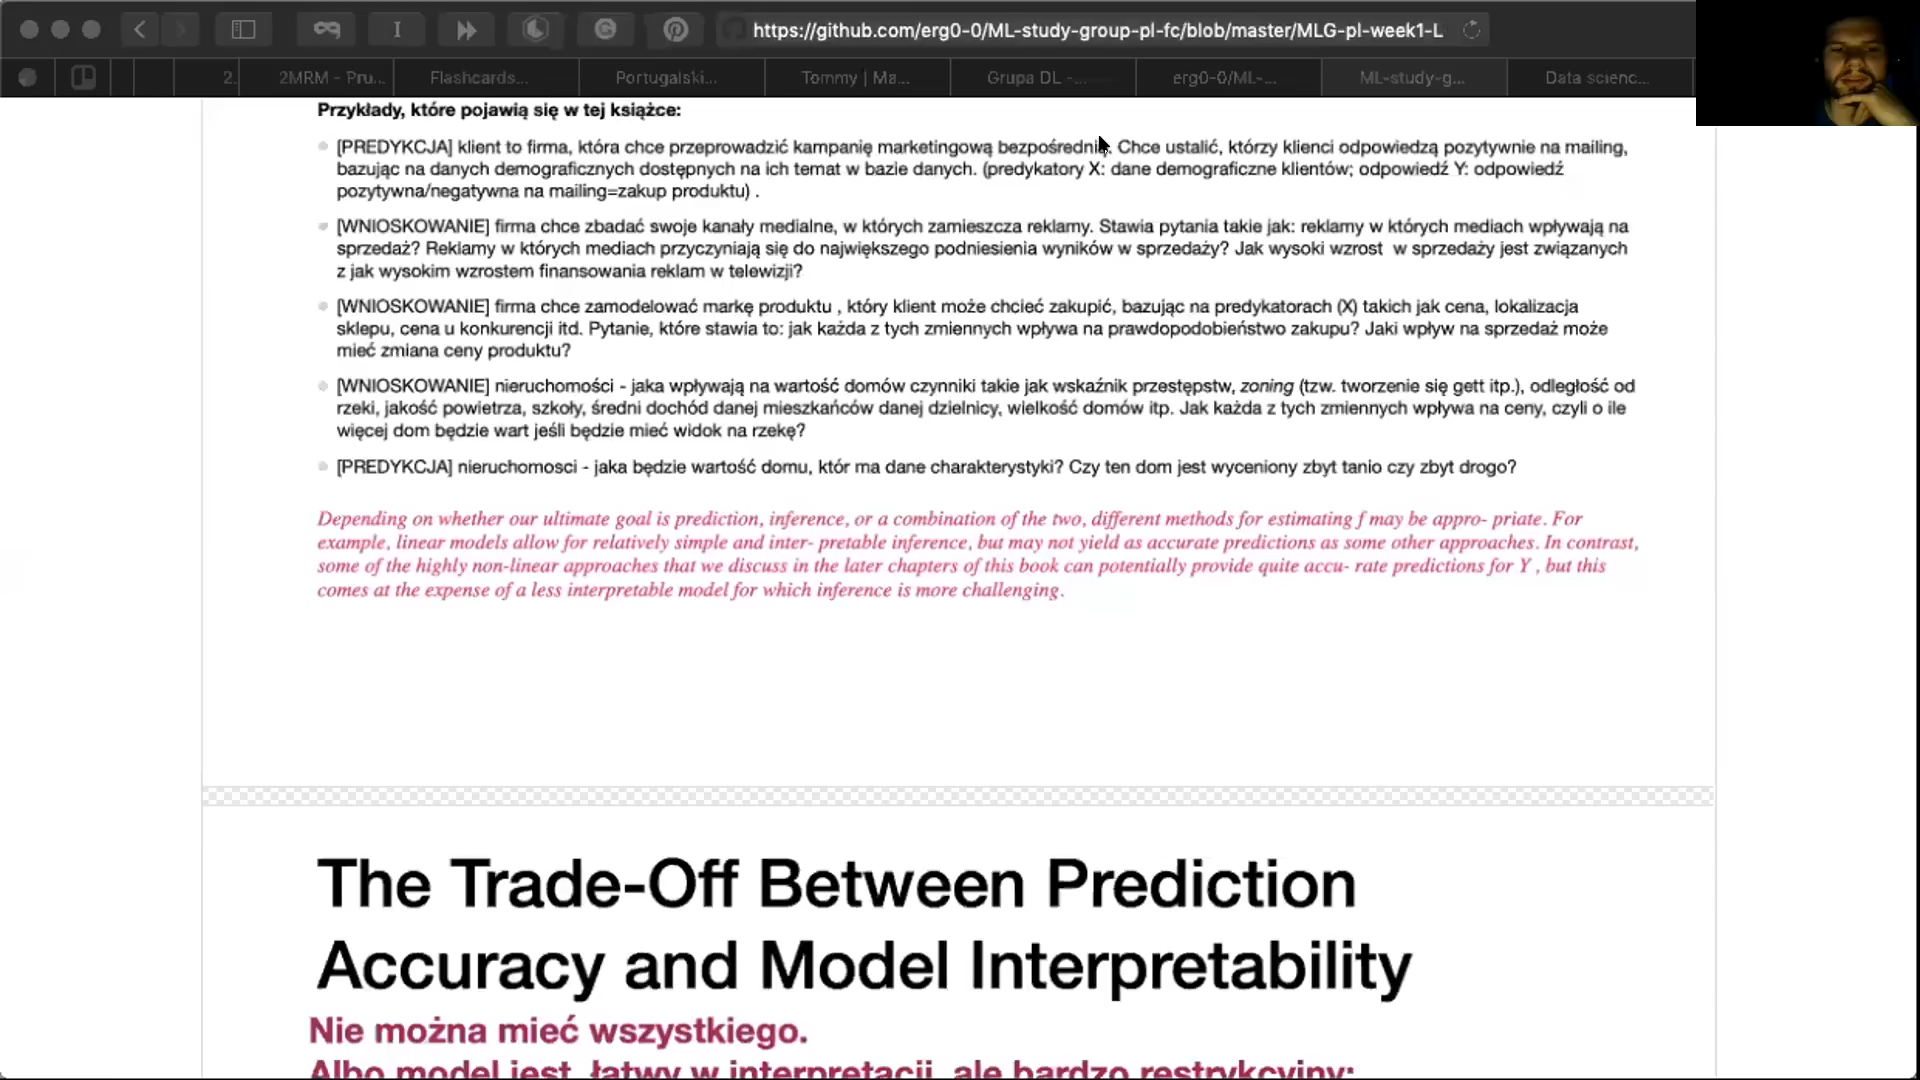 https://github.com/erg0-0/ML-study-group-pl-fc/blob/master/MLG-pl-week1-L
2. 2MRM - Pru... Flashcards... Portugalski... Tommy | Ma... Grupa DL -... erg0-0/ML-... ML-study-g... Data scienc...
Przykłady, które pojawią się w tej książce:
[PREDYKCJA] klient to firma, która chce przeprowadzić kampanię marketingową bezpośrednią. Chce ustalić, którzy klienci odpowiedzą pozytywnie na mailing,
bazując na danych demograficznych dostępnych na ich temat w bazie danych. (predykatory X: dane demograficzne klientów; odpowiedź Y: odpowiedź
pozytywna/negatywna na mailing=zakup produktu) .
[WNIOSKOWANIE] firma chce zbadać swoje kanały medialne, w których zamieszcza reklamy. Stawia pytania takie jak: reklamy w których mediach wpływają na
sprzedaż? Reklamy w których mediach przyczyniają się do największego podniesienia wyników w sprzedaży? Jak wysoki wzrost w sprzedaży jest związanych
z jak wysokim wzrostem finansowania reklam w telewizji?
[WNIOSKOWANIE] firma chce zamodelować markę produktu , który klient może chcieć zakupić, bazując na predykatorach (X) takich jak cena, lokalizacja
sklepu, cena u konkurencji itd. Pytanie, które stawia to: jak każda z tych zmiennych wpływa na prawdopodobieństwo zakupu? Jaki wpływ na sprzedaż może
mieć zmiana ceny produktu?
[WNIOSKOWANIE] nieruchomości - jaka wpływają na wartość domów czynniki takie jak wskaźnik przestępstw, zoning (tzw. tworzenie się gett itp.), odległość od
rzeki, jakość powietrza, szkoły, średni dochód danej mieszkańców danej dzielnicy, wielkość domów itp. Jak każda z tych zmiennych wpływa na ceny, czyli o ile
więcej dom będzie wart jeśli będzie mieć widok na rzekę?
[PREDYKCJA] nieruchomosci - jaka będzie wartość domu, któr ma dane charakterystyki? Czy ten dom jest wyceniony zbyt tanio czy zbyt drogo?
Depending on whether our ultimate goal is prediction, inference, or a combination of the two, different methods for estimating f may be appro- priate. For
example, linear models allow for relatively simple and inter- pretable inference, but may not yield as accurate predictions as some other approaches. In contrast,
some of the highly non-linear approaches that we discuss in the later chapters of this book can potentially provide quite accu- rate predictions for Y , but this
comes at the expense of a less interpretable model for which inference is more challenging.
The Trade-Off Between Prediction
Accuracy and Model Interpretability
Nie można mieć wszystkiego.
Albo model jest łatwy w interpretacji, ale bardzo restrykcyjny: